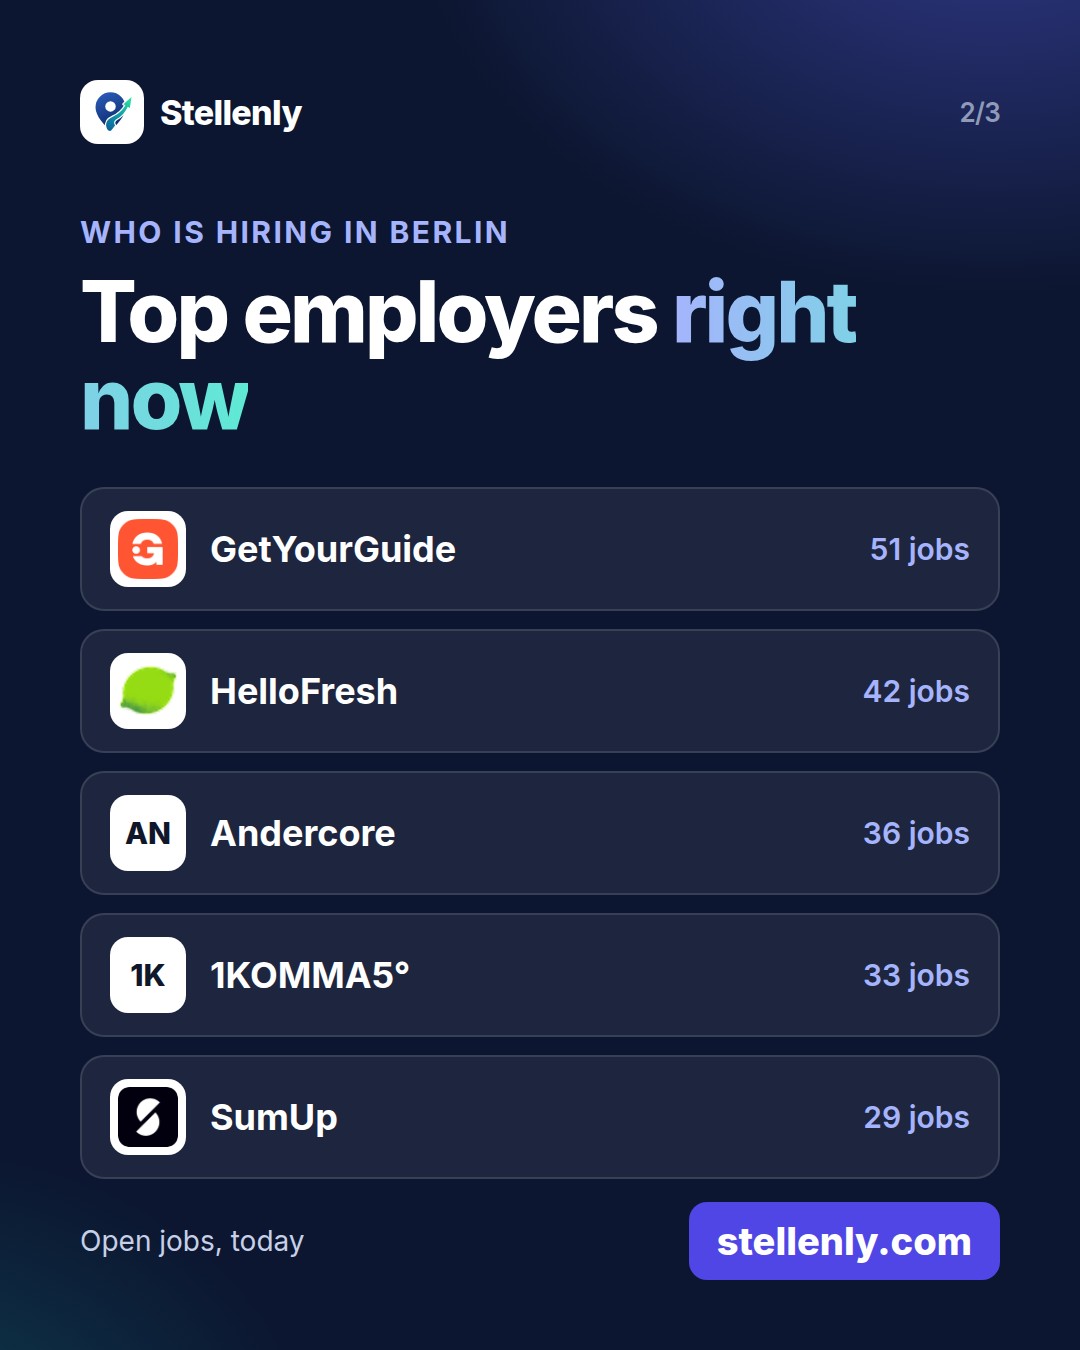 Stellenly
2/3
WHO IS HIRING IN BERLIN
Top employers right
now
GetYourGuide
51 jobs
HelloFresh
42 jobs
AN
Andercore
36 jobs
1K
1KOMMA5°
33 jobs
SumUp
29 jobs
Open jobs, today
stellenly.com